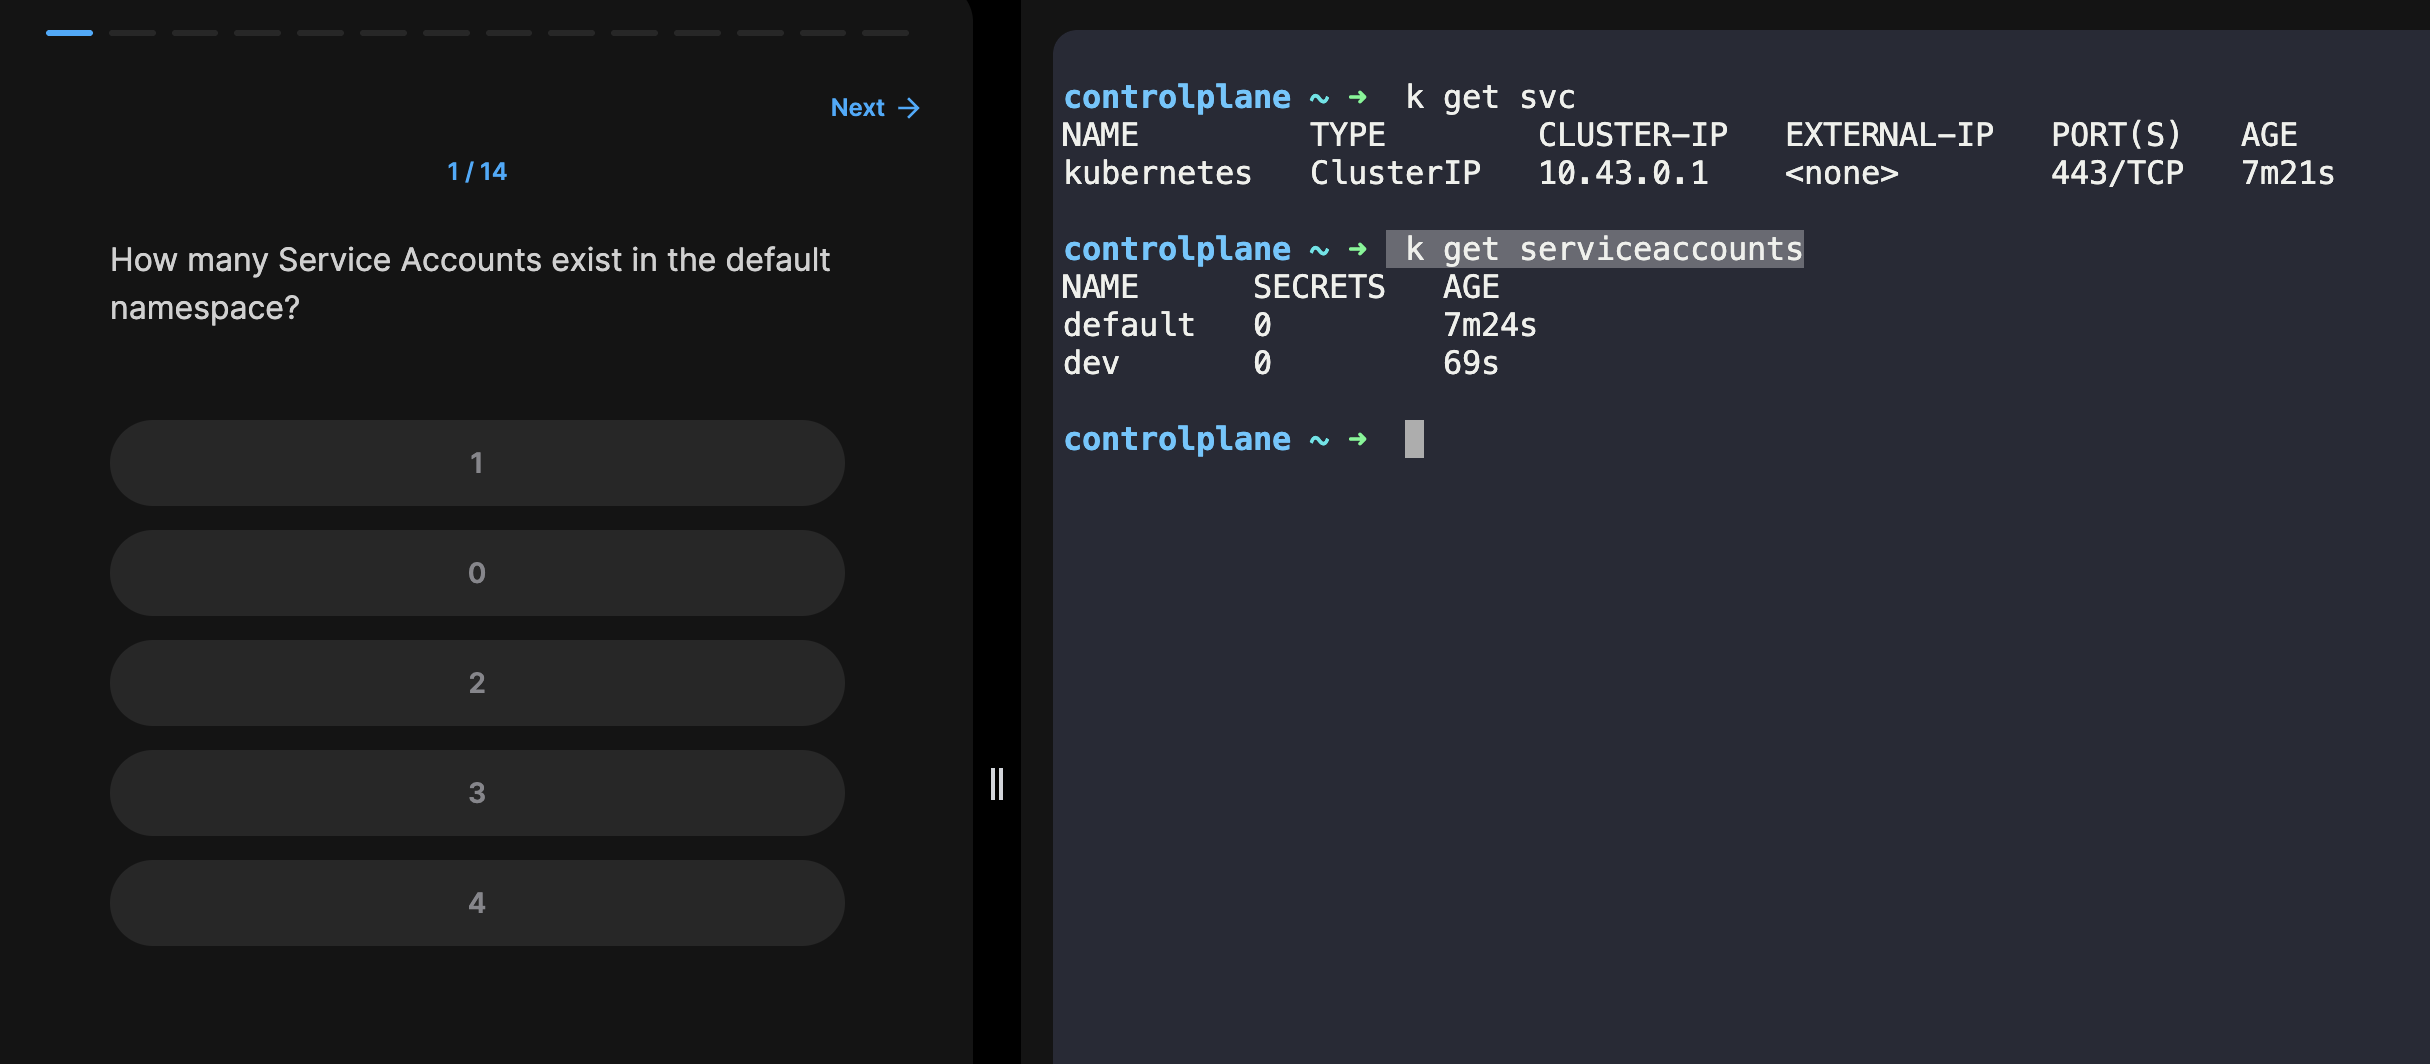 Next →
1 / 14
How many Service Accounts exist in the default
namespace?
1
0
2
3
4
controlplane ~ ➜  k get svc
NAME         TYPE        CLUSTER-IP   EXTERNAL-IP   PORT(S)   AGE
kubernetes   ClusterIP   10.43.0.1    <none>        443/TCP   7m21s
controlplane ~ ➜  k get serviceaccounts
NAME      SECRETS   AGE
default   0         7m24s
dev       0         69s
controlplane ~ ➜